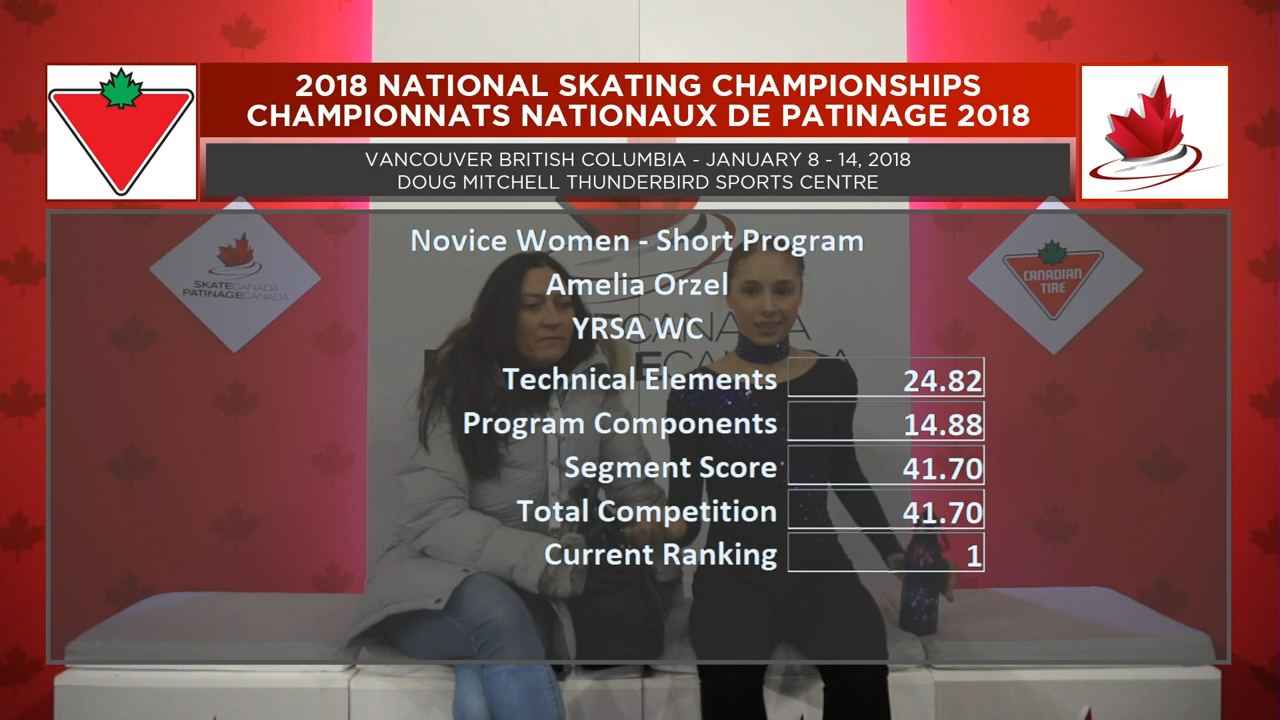 2018 NATIONAL SKATING CHAMPIONSHIPS
CHAMPIONNATS NATIONAUX DE PATINAGE 2018
VANCOUVER BRITISH COLUMBIA - JANUARY 8 - 14, 2018
DOUG MITCHELL THUNDERBIRD SPORTS CENTRE
Novice Women - Short Program
Amelia Orzel
YRSA WC
Technical Elements 24.82
Program Components 14.88
Segment Score 41.70
Total Competition 41.70
Current Ranking 1
SKATECANADA
PATINAGECANADA
CANADIAN
TIRE
CANADA
CANADA